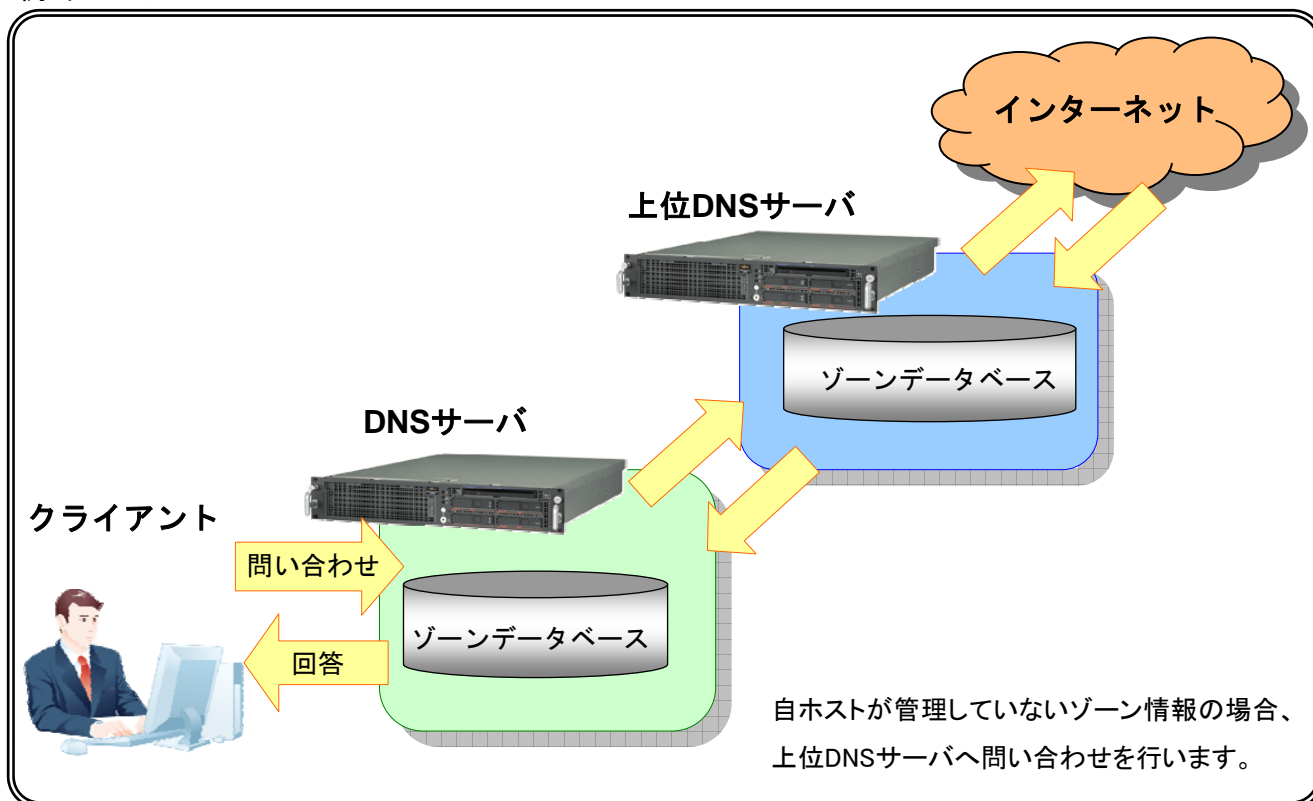 インターネット
上位DNSサーバ
ゾーンデータベース
DNSサーバ
クライアント
問い合わせ
ゾーンデータベース
回答
自ホストが管理していないゾーン情報の場合、
上位DNSサーバへ問い合わせを行います。